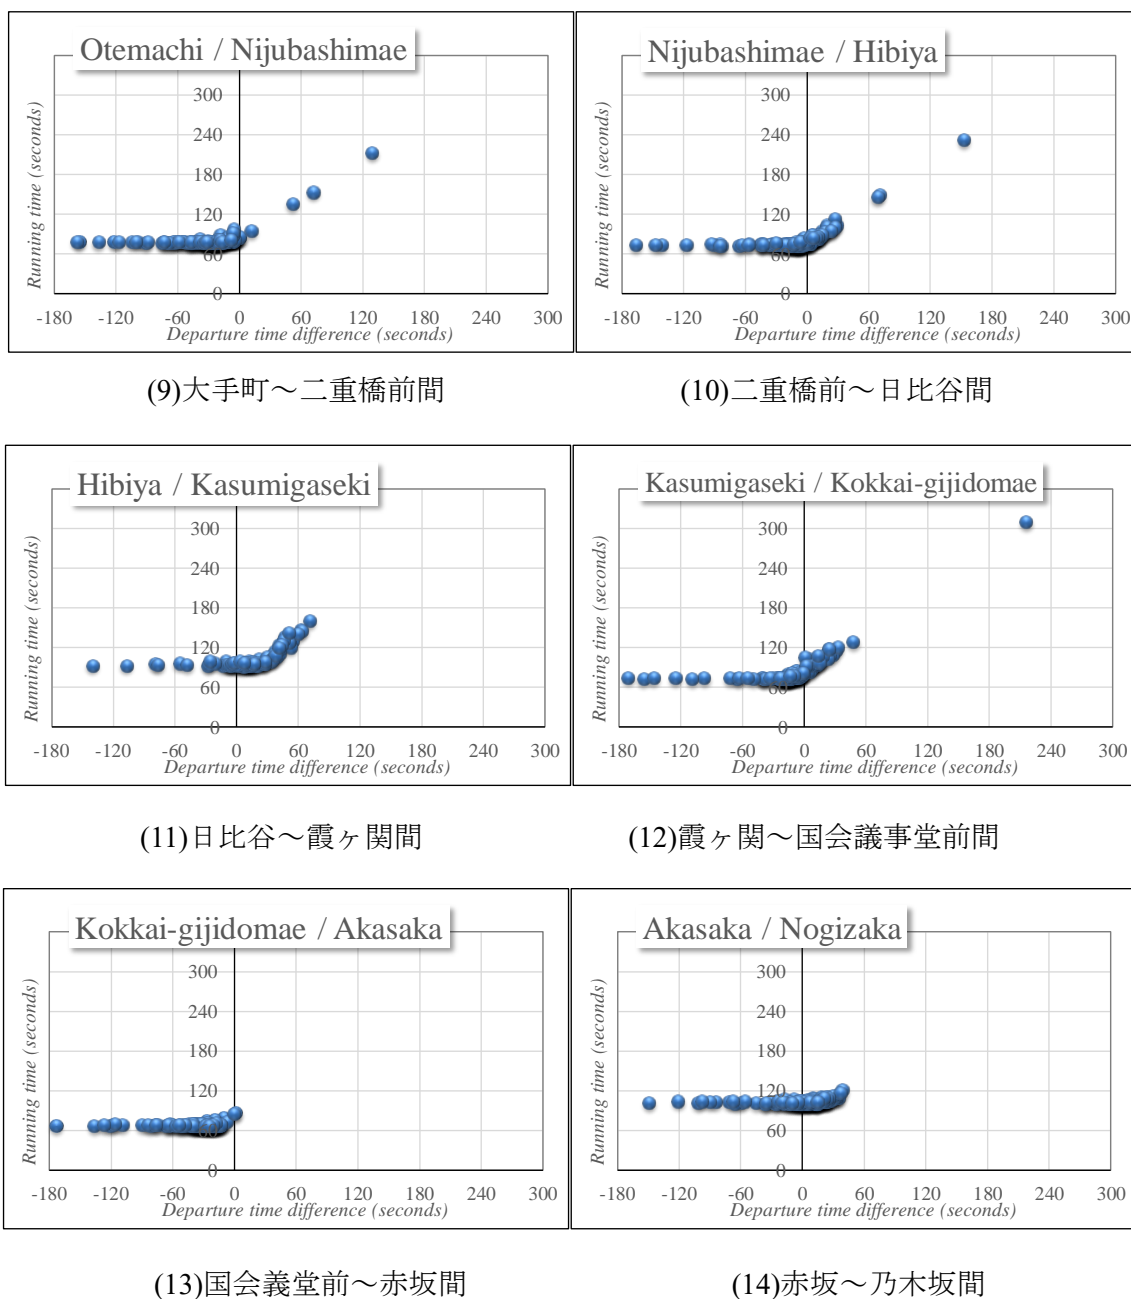 Otemachi / Nijubashimae
Running time (seconds)
300
240
180
120
60
0
-180 -120 -60 0 60 120 180 240 300
Departure time difference (seconds)
(9)大手町～二重橋前間
Nijubashimae / Hibiya
Running time (seconds)
300
240
180
120
60
0
-180 -120 -60 0 60 120 180 240 300
Departure time difference (seconds)
(10)二重橋前～日比谷間
Hibiya / Kasumigaseki
Running time (seconds)
300
240
180
120
60
0
-180 -120 -60 0 60 120 180 240 300
Departure time difference (seconds)
(11)日比谷～霞ヶ関間
Kasumigaseki / Kokkai-gijidomae
Running time (seconds)
300
240
180
120
60
0
-180 -120 -60 0 60 120 180 240 300
Departure time difference (seconds)
(12)霞ヶ関～国会議事堂前間
Kokkai-gijidomae / Akasaka
Running time (seconds)
300
240
180
120
60
0
-180 -120 -60 0 60 120 180 240 300
Departure time difference (seconds)
(13)国会義堂前～赤坂間
Akasaka / Nogizaka
Running time (seconds)
300
240
180
120
60
0
-180 -120 -60 0 60 120 180 240 300
Departure time difference (seconds)
(14)赤坂～乃木坂間